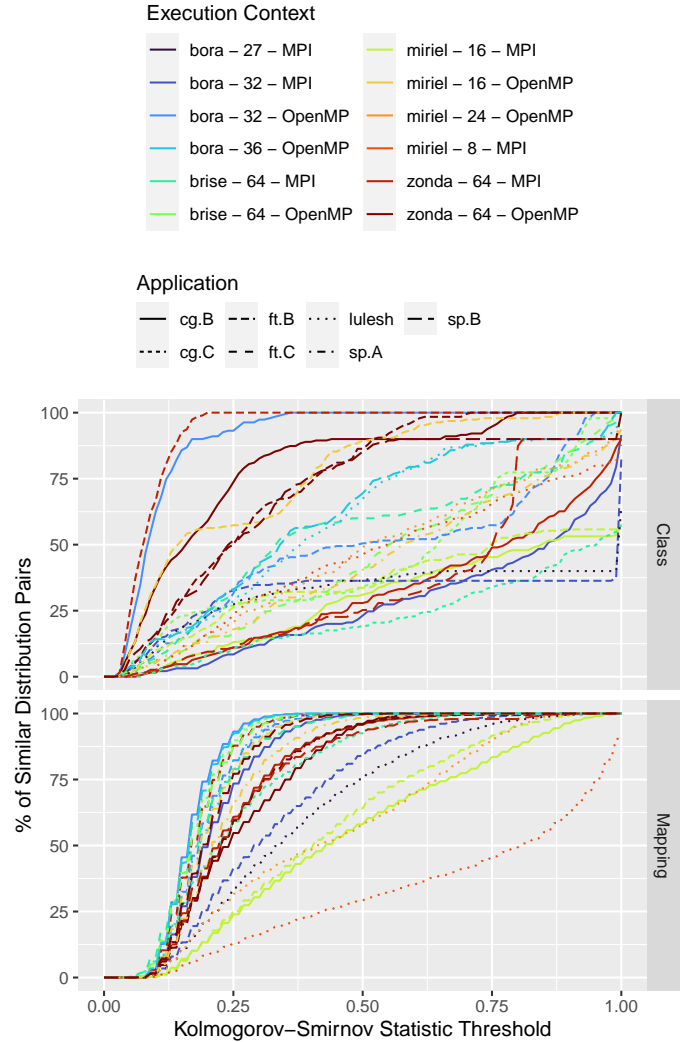 Execution Context
bora − 27 − MPI miriel − 16 − MPI
bora − 32 − MPI miriel − 16 − OpenMP
bora − 32 − OpenMP miriel − 24 − OpenMP
bora − 36 − OpenMP miriel − 8 − MPI
brise − 64 − MPI zonda − 64 − MPI
brise − 64 − OpenMP zonda − 64 − OpenMP
Application
cg.B ft.B lulesh sp.B
cg.C ft.C sp.A
% of Similar Distribution Pairs
100
75
50
25
0
Class
100
75
50
25
0
Mapping
0.00 0.25 0.50 0.75 1.00
Kolmogorov−Smirnov Statistic Threshold